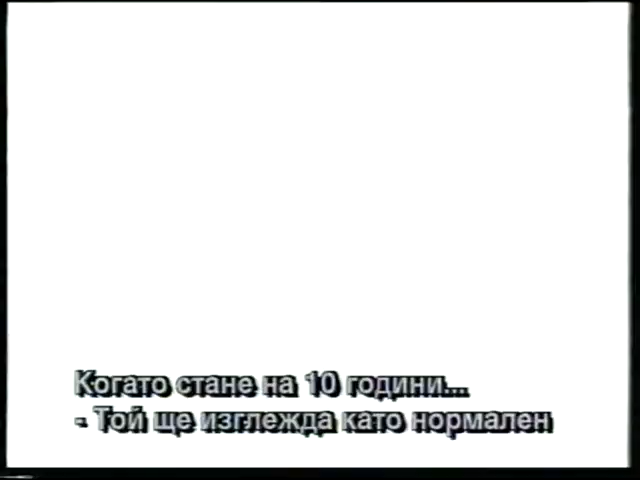 Когато стане на 10 години...
- Той ще изглежда като нормален